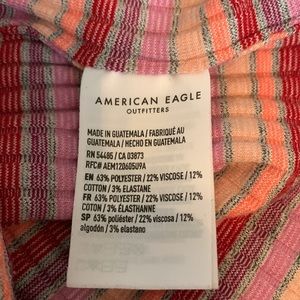 AMERICAN EAGLE
OUTFITTERS
MADE IN GUATEMALA / FABRIQUÉ AU
GUATEMALA / HECHO EN GUATEMALA
RN 54485 / CA 03873
RFC# AEM120605U9A
EN 63% POLYESTER / 22% VISCOSE / 12%
COTTON / 3% ELASTANE
FR 63% POLYESTER / 22% VISCOSE / 12%
COTON / 3% ÉLASTHANNE
SP 63% poliéster / 22% viscosa / 12%
algodón / 3% elastano